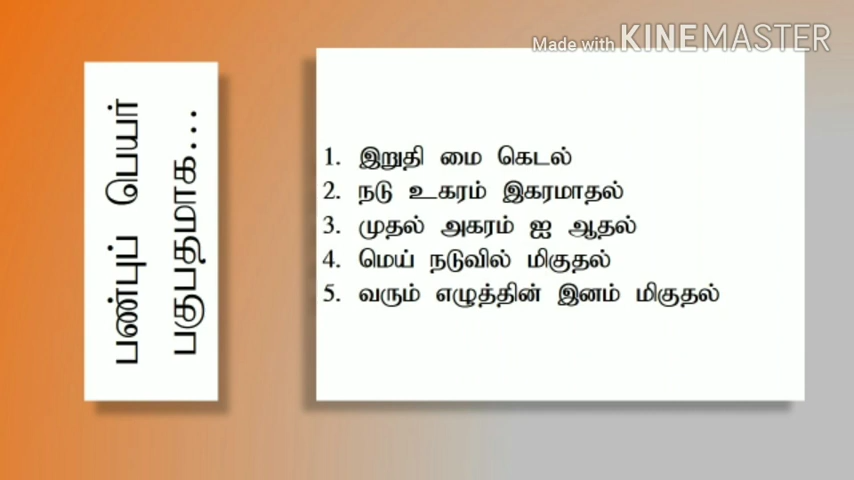 Made with KINEMASTER
பண்புப் பெயர்
பகுபதமாக...
1. இறுதி மை கெடல்
2. நடு உகரம் இகரமாதல்
3. முதல் அகரம் ஐ ஆதல்
4. மெய் நடுவில் மிகுதல்
5. வரும் எழுத்தின் இனம் மிகுதல்